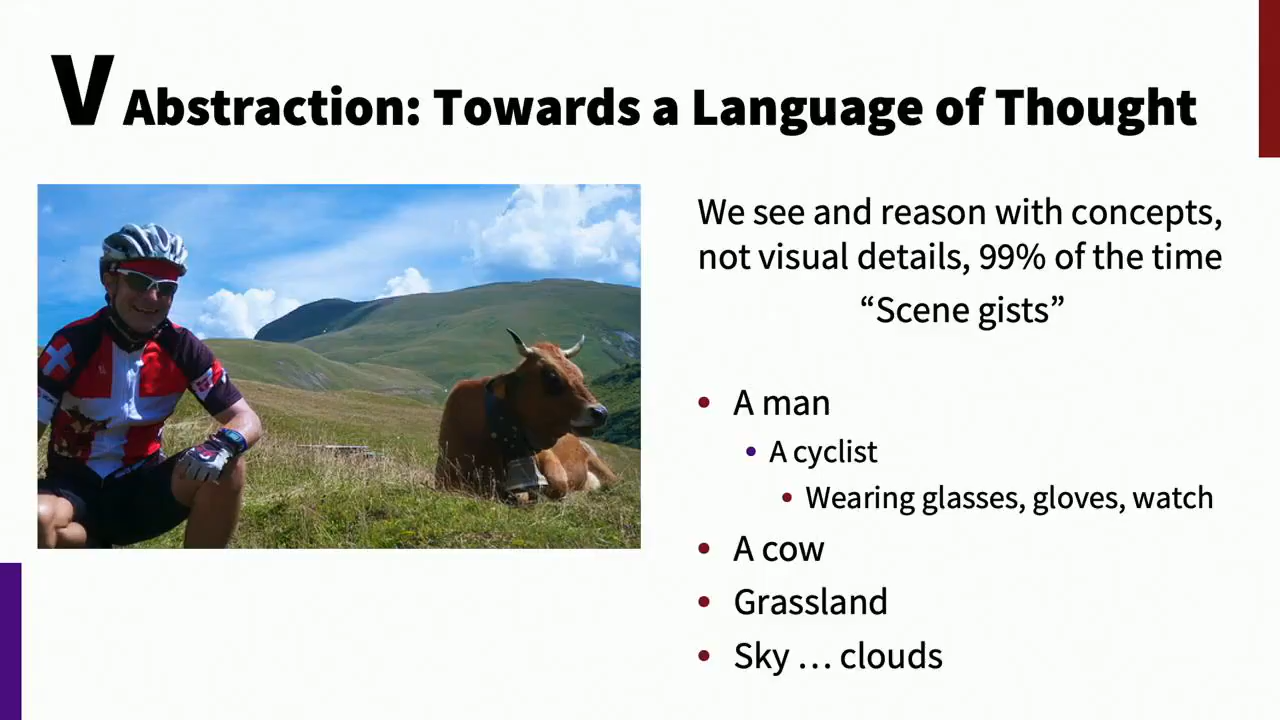 V Abstraction: Towards a Language of Thought
We see and reason with concepts,
not visual details, 99% of the time
“Scene gists”
• A man
• A cyclist
• Wearing glasses, gloves, watch
• A cow
• Grassland
• Sky … clouds